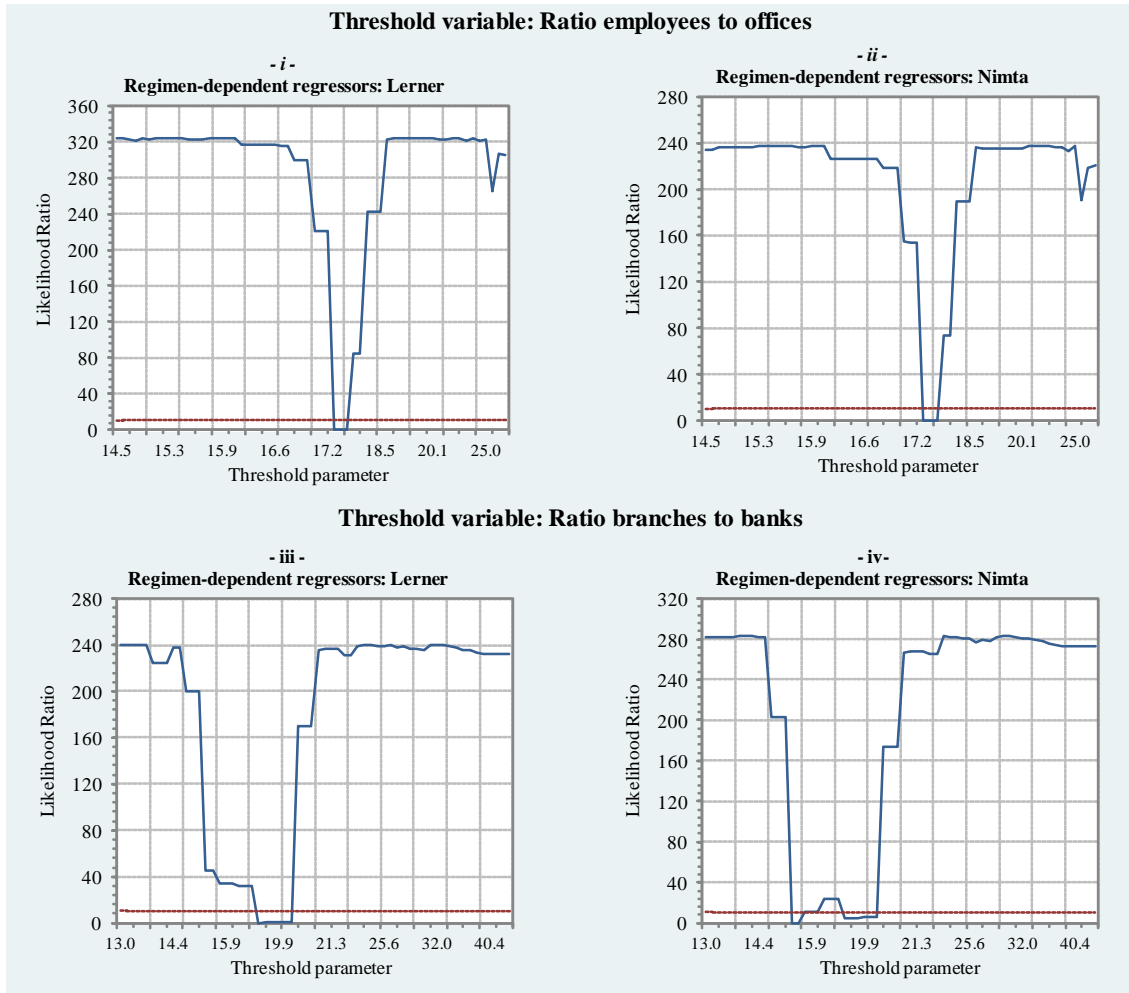 Threshold variable: Ratio employees to offices
- i -
Regimen-dependent regressors: Lerner
360
320
280
240
200
160
120
80
40
0
Likelihood Ratio
14.5 15.3 15.9 16.6 17.2 18.5 20.1 25.0
Threshold parameter
- ii -
Regimen-dependent regressors: Nimta
280
240
200
160
120
80
40
0
Likelihood Ratio
14.5 15.3 15.9 16.6 17.2 18.5 20.1 25.0
Threshold parameter
Threshold variable: Ratio branches to banks
- iii -
Regimen-dependent regressors: Lerner
280
240
200
160
120
80
40
0
Likelihood Ratio
13.0 14.4 15.9 19.9 21.3 25.6 32.0 40.4
Threshold parameter
- iv-
Regimen-dependent regressors: Nimta
320
280
240
200
160
120
80
40
0
Likelihood Ratio
13.0 14.4 15.9 19.9 21.3 25.6 32.0 40.4
Threshold parameter